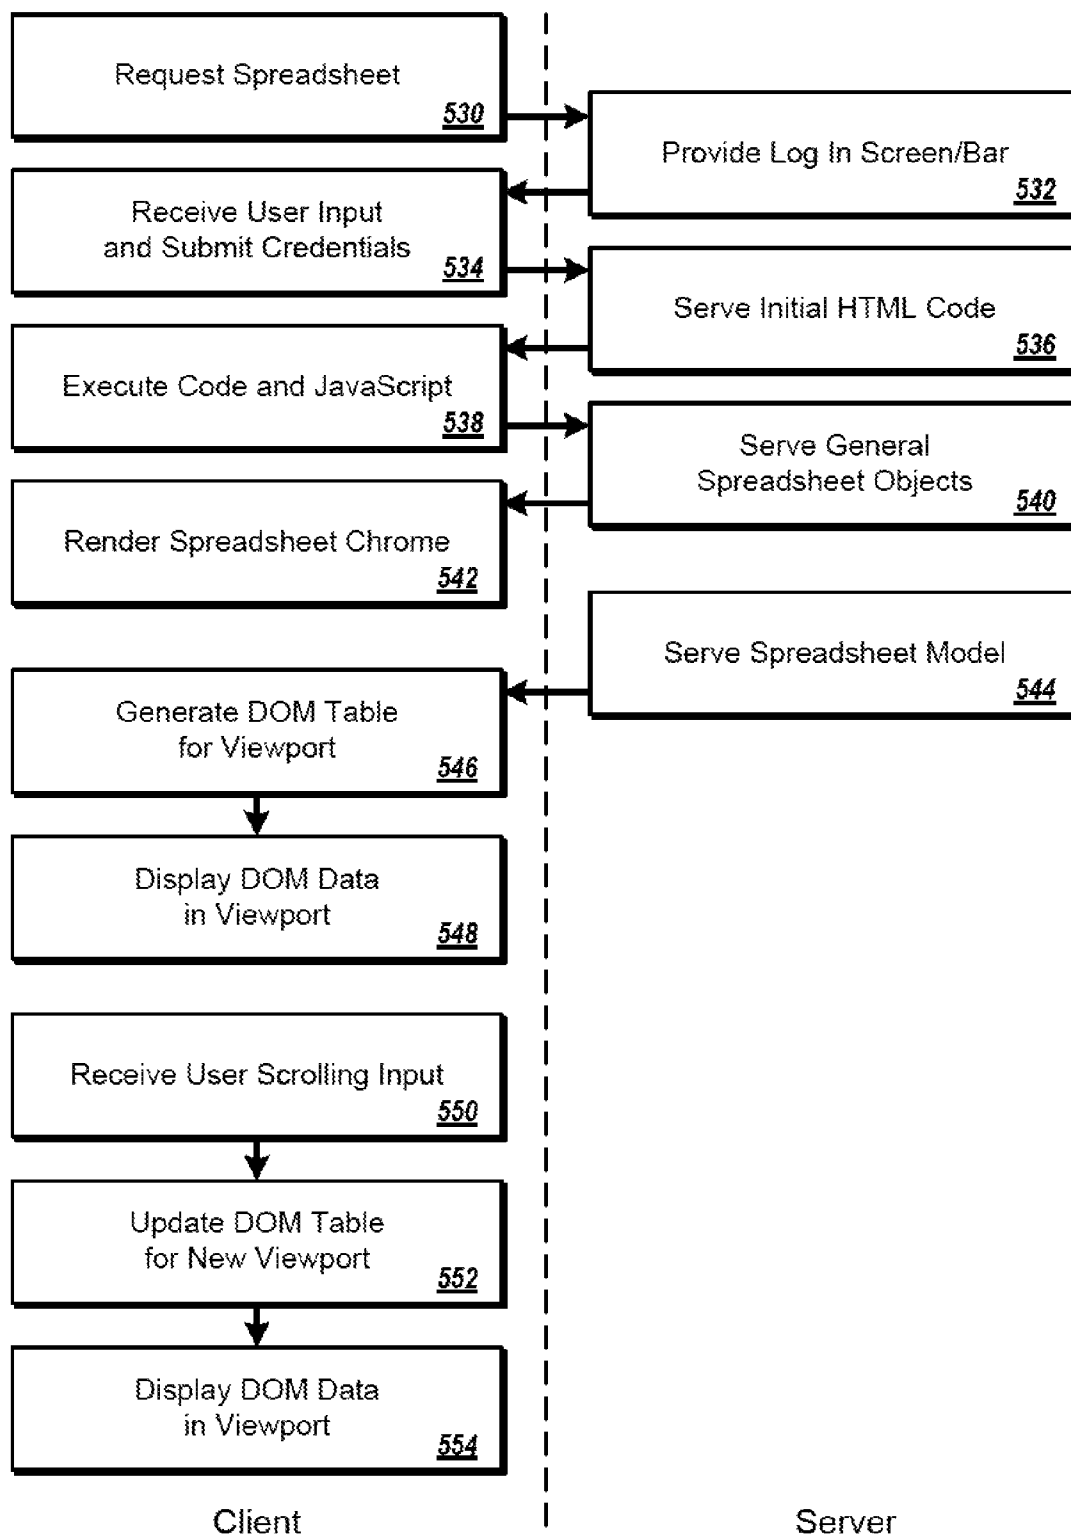 Request Spreadsheet
530
Provide Log In Screen/Bar
532
Receive User Input
and Submit Credentials
534
Serve Initial HTML Code
536
Execute Code and JavaScript
538
Serve General
Spreadsheet Objects
540
Render Spreadsheet Chrome
542
Serve Spreadsheet Model
544
Generate DOM Table
for Viewport
546
Display DOM Data
in Viewport
548
Receive User Scrolling Input
550
Update DOM Table
for New Viewport
552
Display DOM Data
in Viewport
554
Client
Server